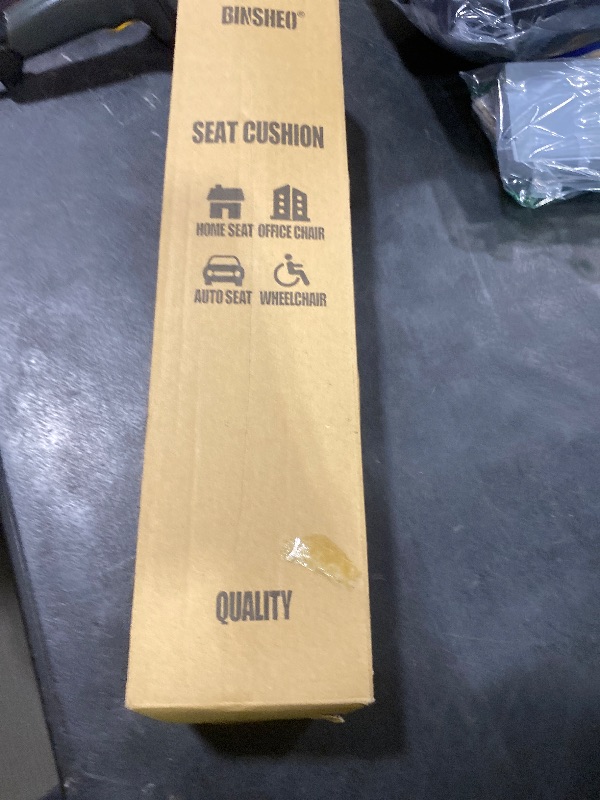 BINSHEO®
SEAT CUSHION
HOME SEAT OFFICE CHAIR
AUTO SEAT WHEELCHAIR
QUALITY